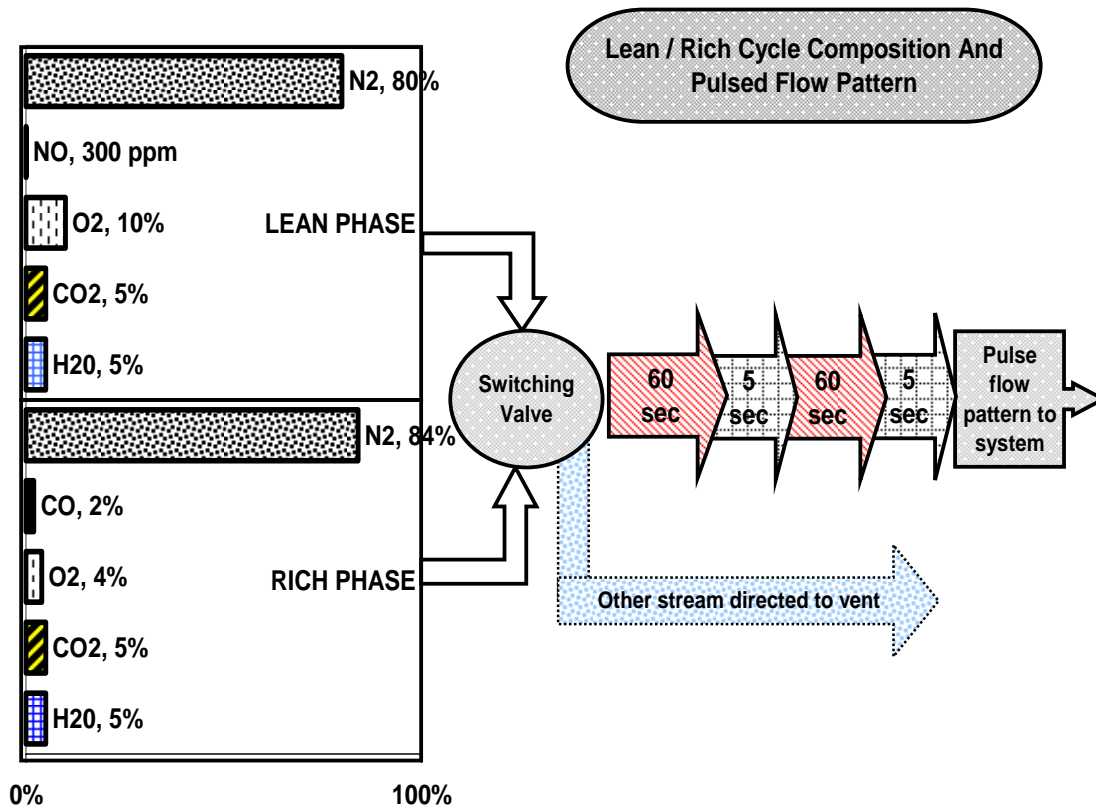 Lean / Rich Cycle Composition And
Pulsed Flow Pattern
N2, 80%
NO, 300 ppm
O2, 10%
LEAN PHASE
CO2, 5%
H20, 5%
N2, 84%
CO, 2%
O2, 4%
RICH PHASE
CO2, 5%
H20, 5%
0%
100%
Switching
Valve
60
sec
5
sec
60
sec
5
sec
Pulse
flow
pattern to
system
Other stream directed to vent